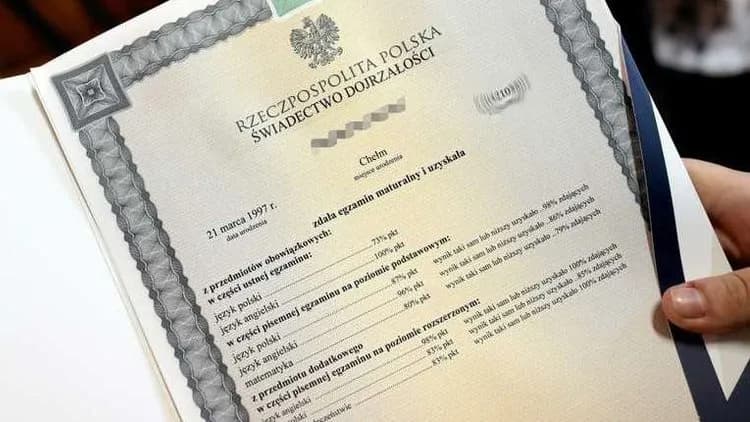 RZECZPOSPOLITA POLSKA
ŚWIADECTWO DOJRZAŁOŚCI
(210)
Chełm
miejsce urodzenia
21 marca 1997 r.
data urodzenia
zdała egzamin maturalny i uzyskała
z przedmiotów obowiązkowych:
w części ustnej egzaminu:
język polski 73% pkt
język angielski 100% pkt
w części pisemnej egzaminu na poziomie podstawowym:
język polski 87% pkt wynik taki sam lub niższy uzyskało 98% zdających
język angielski 96% pkt wynik taki sam lub niższy uzyskało 86% zdających
matematyka 80% pkt wynik taki sam lub niższy uzyskało 79% zdających
z przedmiotu dodatkowego
w części pisemnej egzaminu na poziomie rozszerzonym:
język angielski 98% pkt wynik taki sam lub niższy uzyskało 100% zdających
83% pkt wynik taki sam lub niższy uzyskało 85% zdających
83% pkt wynik taki sam lub niższy uzyskało 100% zdających